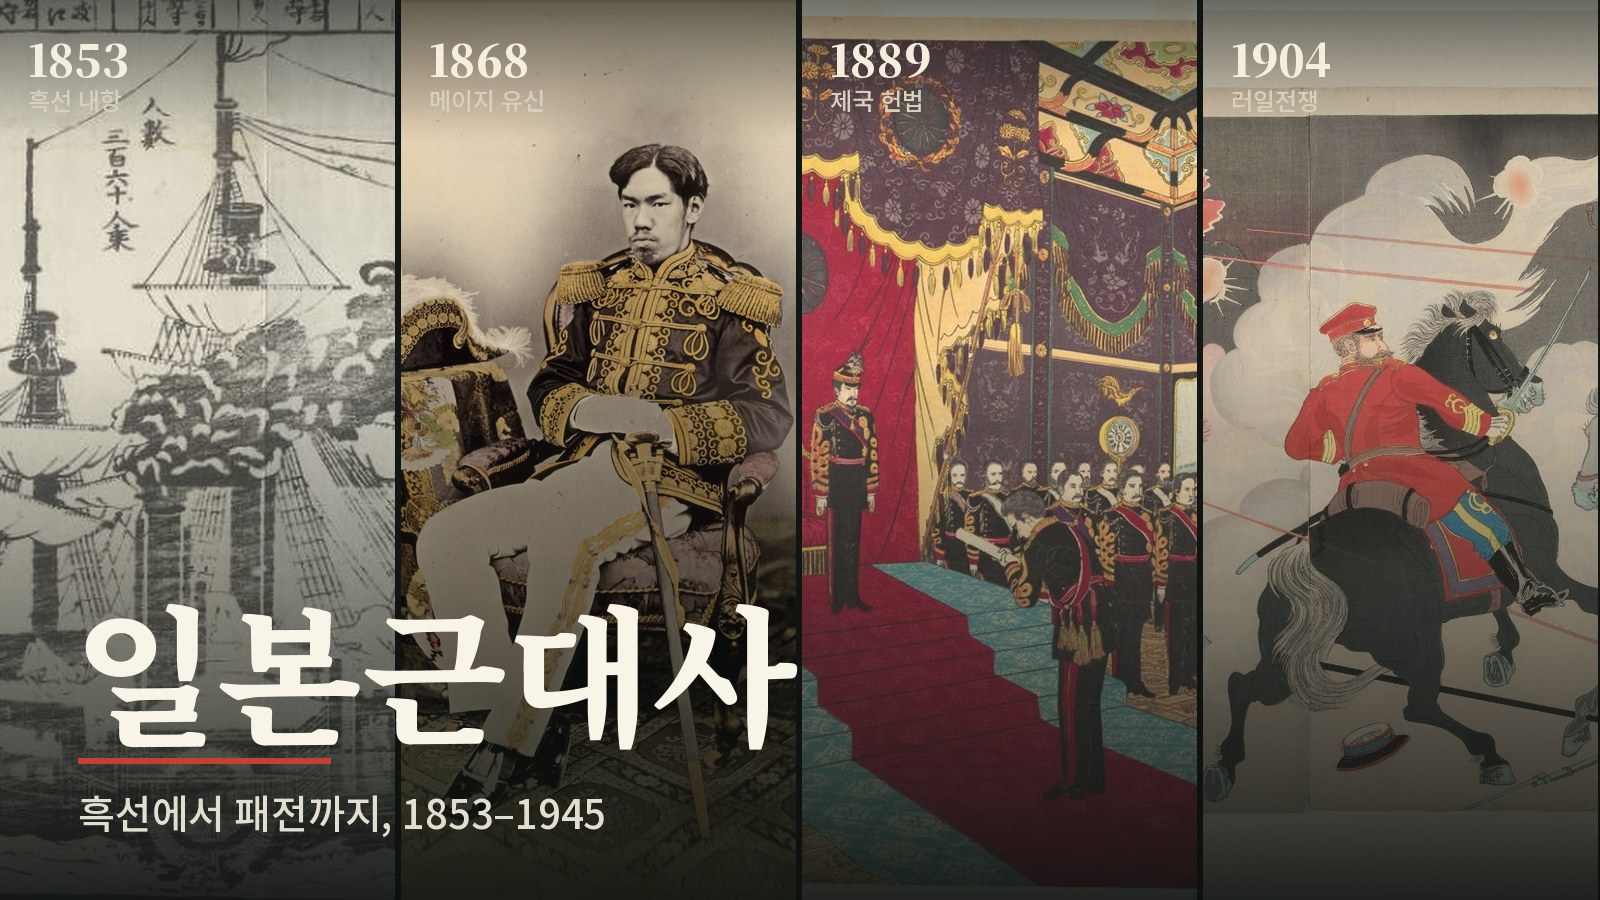 1853
흑선 내항
1868
메이지 유신
1889
제국 헌법
1904
러일전쟁
人數
三百六十人乗
일본근대사
흑선에서 패전까지, 1853–1945